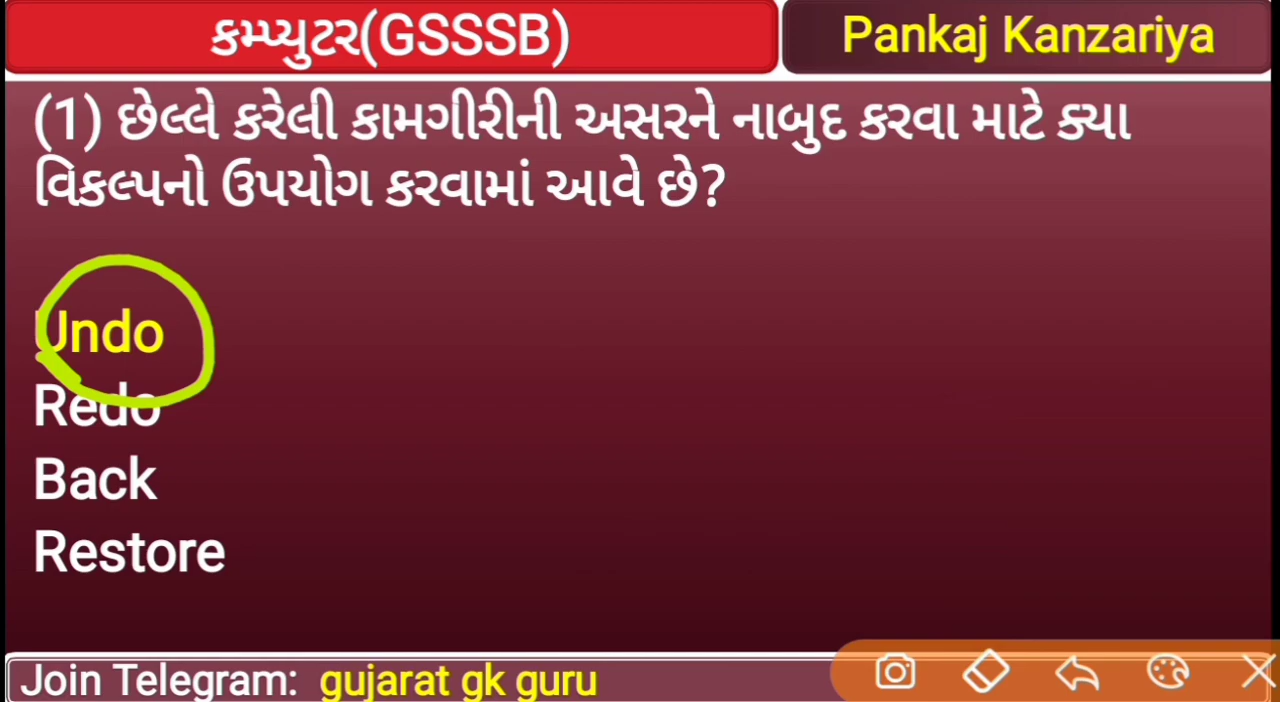 કમ્પ્યુટર(GSSSB)
Pankaj Kanzariya
(1) છેલ્લે કરેલી કામગીરીની અસરને નાબુદ કરવા માટે ક્યા
વિકલ્પનો ઉપયોગ કરવામાં આવે છે?
Undo
Redo
Back
Restore
Join Telegram: gujarat gk guru